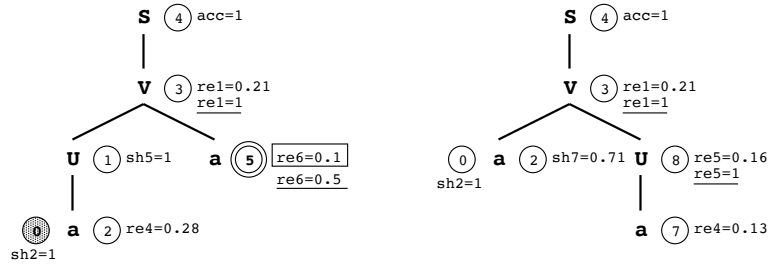 S 4 acc=1
V 3 re1=0.21
re1=1
U 1 sh5=1 a 5 re6=0.1
re6=0.5
0 a 2 re4=0.28
sh2=1
S 4 acc=1
V 3 re1=0.21
re1=1
0 a 2 sh7=0.71 U 8 re5=0.16
sh2=1 re5=1
a 7 re4=0.13